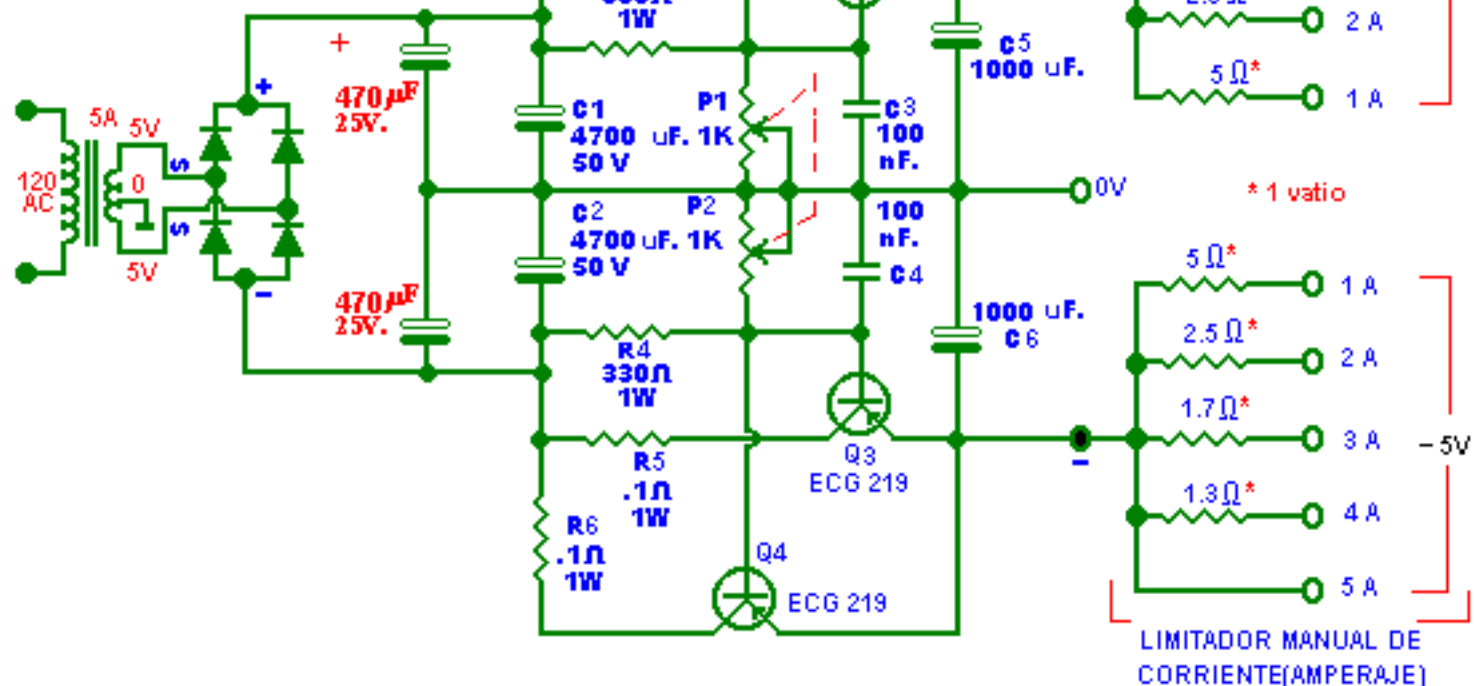 1W
2 A
+
C5
1000 uF.
5 Ω*
1 A
+
5A
5V
470µF
25V.
C1
4700 uF.
50 V
P1
1K
C3
100
nF.
S
120
AC
0
0V
* 1 vatio
S
C2
4700 uF.
50 V
P2
1K
100
nF.
C4
5V
–
470µF
25V.
1000 uF.
C6
5 Ω*
1 A
2.5 Ω*
2 A
R4
330Ω
1W
1.7Ω*
3 A
– 5V
–
R5
.1Ω
1W
Q3
ECG 219
1.3Ω*
4 A
R6
.1Ω
1W
Q4
ECG 219
5 A
LIMITADOR MANUAL DE
CORRIENTE(AMPERAJE)